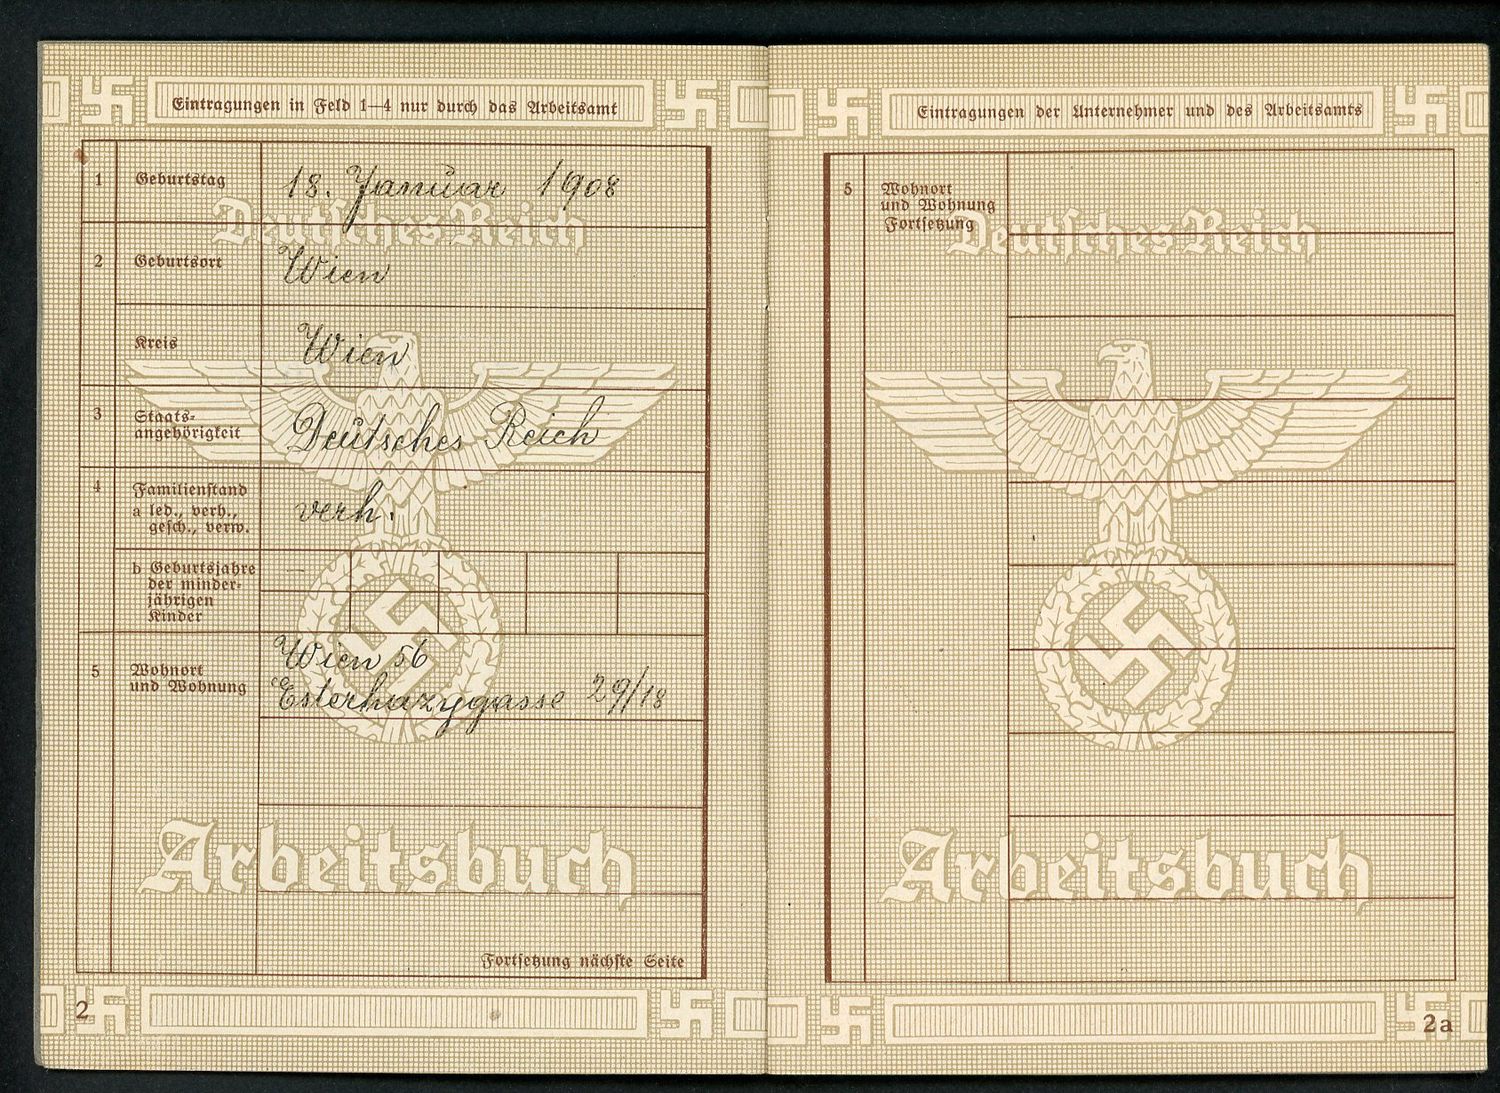 Eintragungen in Feld 1—4 nur durch das Arbeitsamt
1 Geburtstag 18. Januar 1908
Deutsches Reich
2 Geburtsort Wien
Kreis Wien
3 Staats-
angehörigkeit Deutsches Reich
4 Familienstand
a led., verh., verh.
gesch., verw.
b Geburtsjahre —
der minder-
jährigen
Kinder
5 Wohnort Wien 56
und Wohnung Esterhazygasse 29/18
Arbeitsbuch
Fortsetzung nächste Seite
2
Eintragungen der Unternehmer und des Arbeitsamts
5 Wohnort
und Wohnung
Fortsetzung
Deutsches Reich
Arbeitsbuch
2a